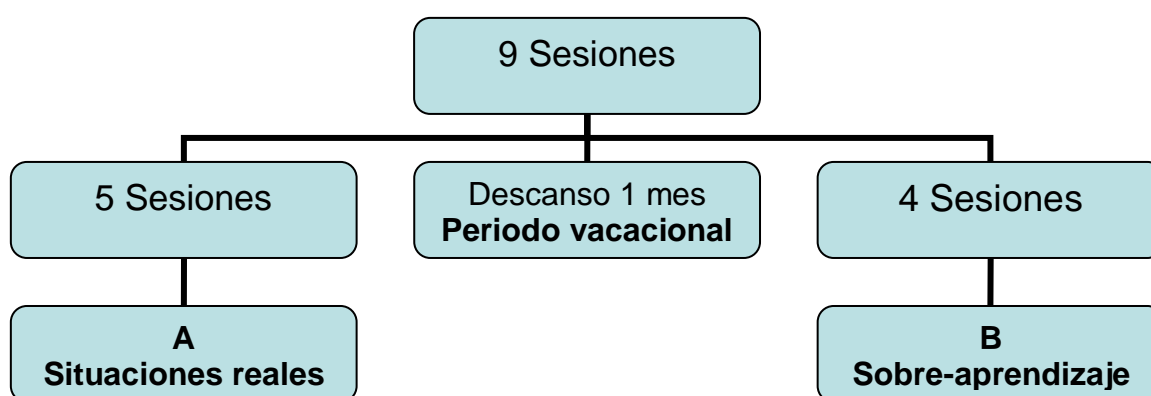 9 Sesiones
5 Sesiones
Descanso 1 mes
Periodo vacacional
4 Sesiones
A
Situaciones reales
B
Sobre-aprendizaje